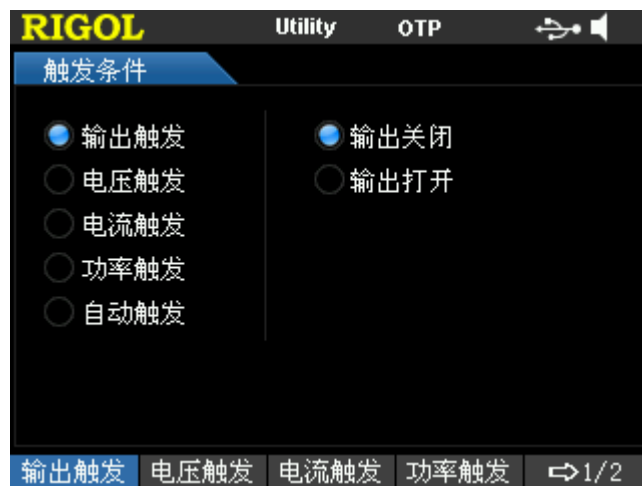 RIGOL Utility OTP
触发条件
输出触发 输出关闭
电压触发 输出打开
电流触发
功率触发
自动触发
输出触发 电压触发 电流触发 功率触发 ⇨1/2